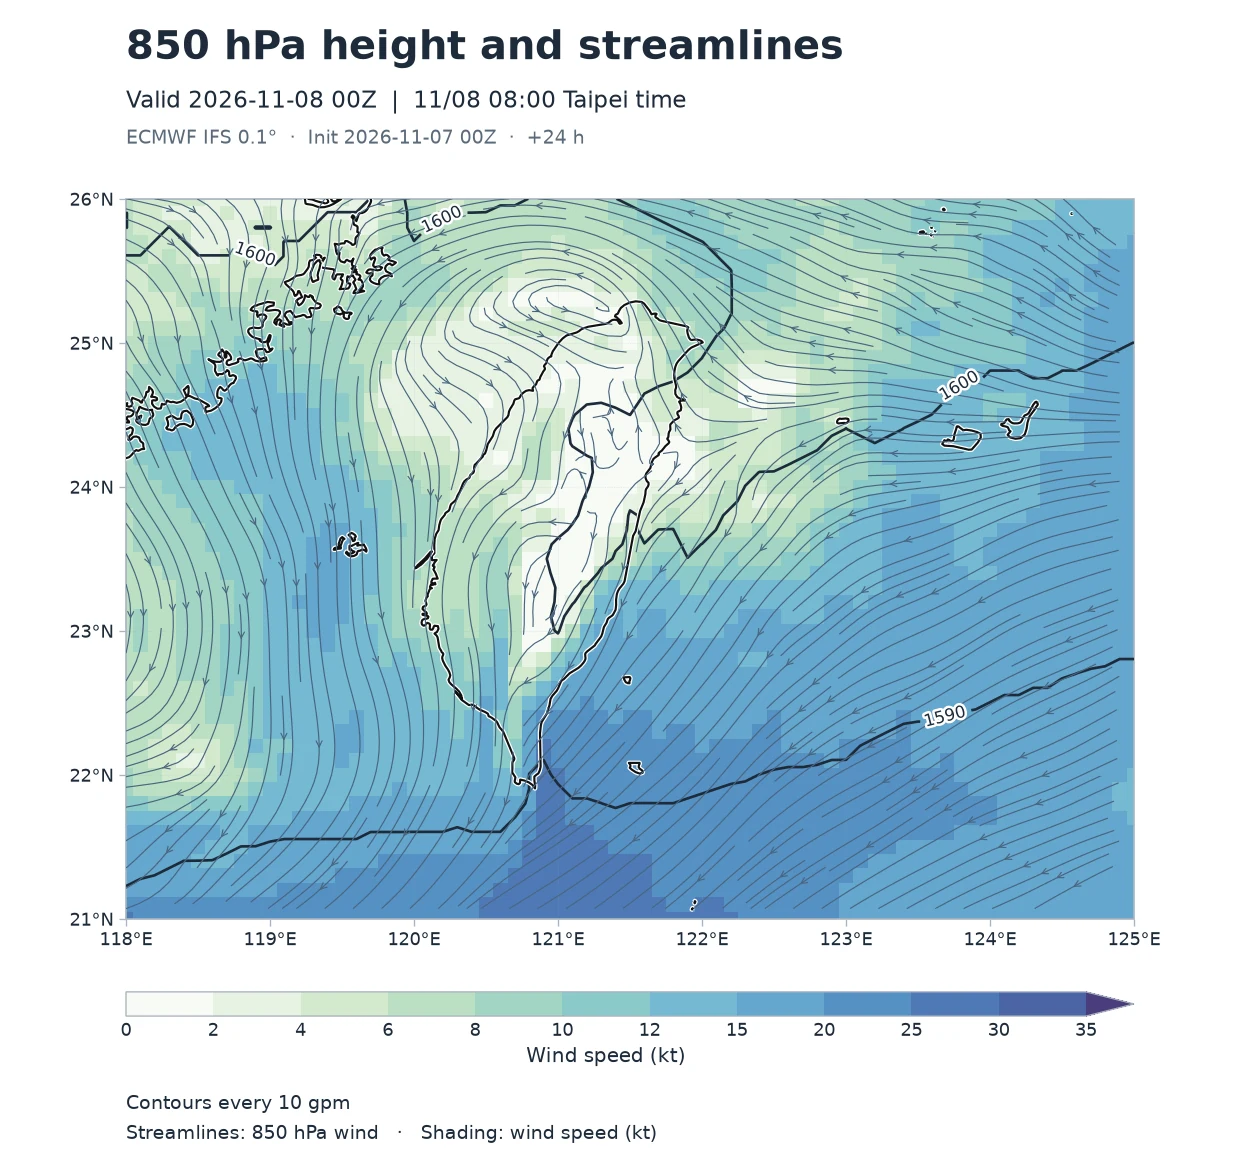 850 hPa height and streamlines
Valid 2026-11-08 00Z | 11/08 08:00 Taipei time
ECMWF IFS 0.1° · Init 2026-11-07 00Z · +24 h
26°N
1600
1600
25°N
1600
24°N
23°N
1590
22°N
21°N
118°E 119°E 120°E 121°E 122°E 123°E 124°E 125°E
0 2 4 6 8 10 12 15 20 25 30 35
Wind speed (kt)
Contours every 10 gpm
Streamlines: 850 hPa wind · Shading: wind speed (kt)